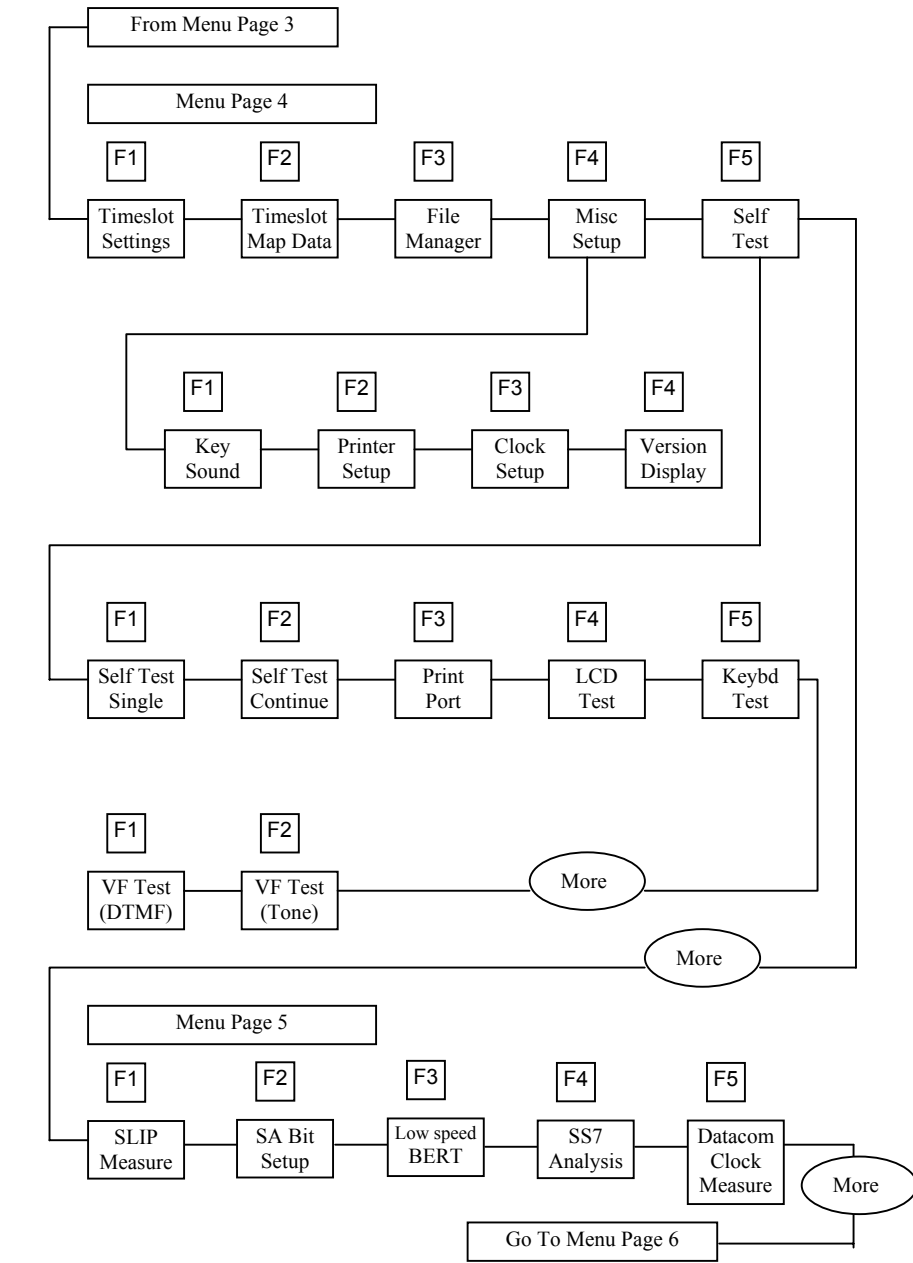 From Menu Page 3
Menu Page 4
F1 F2 F3 F4 F5
Timeslot Settings
Timeslot Map Data
File Manager
Misc Setup
Self Test
F1 F2 F3 F4
Key Sound
Printer Setup
Clock Setup
Version Display
F1 F2 F3 F4 F5
Self Test Single
Self Test Continue
Print Port
LCD Test
Keybd Test
F1 F2
VF Test (DTMF)
VF Test (Tone)
More
More
Menu Page 5
F1 F2 F3 F4 F5
SLIP Measure
SA Bit Setup
Low speed BERT
SS7 Analysis
Datacom Clock Measure
More
Go To Menu Page 6